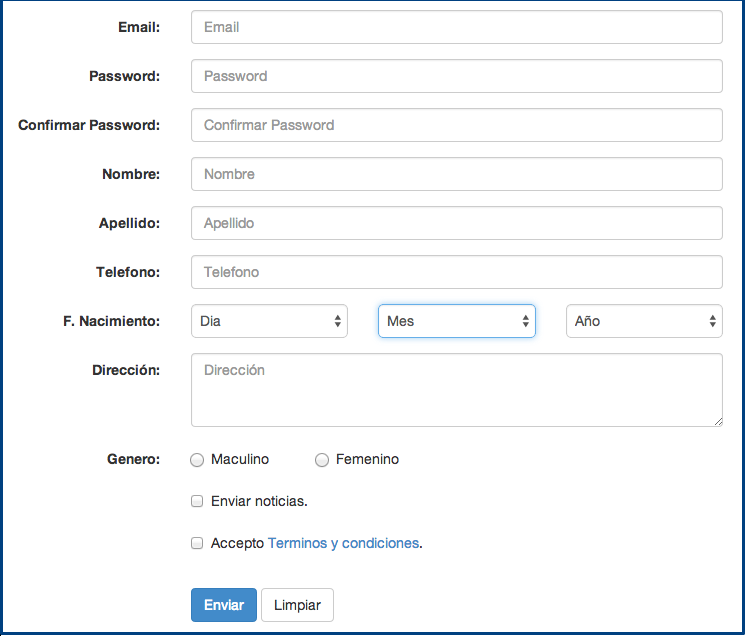 Email: Email
Password: Password
Confirmar Password: Confirmar Password
Nombre: Nombre
Apellido: Apellido
Telefono: Telefono
F. Nacimiento: Dia Mes Año
Dirección: Dirección
Genero: Maculino Femenino
Enviar noticias.
Accepto Terminos y condiciones.
Enviar Limpiar